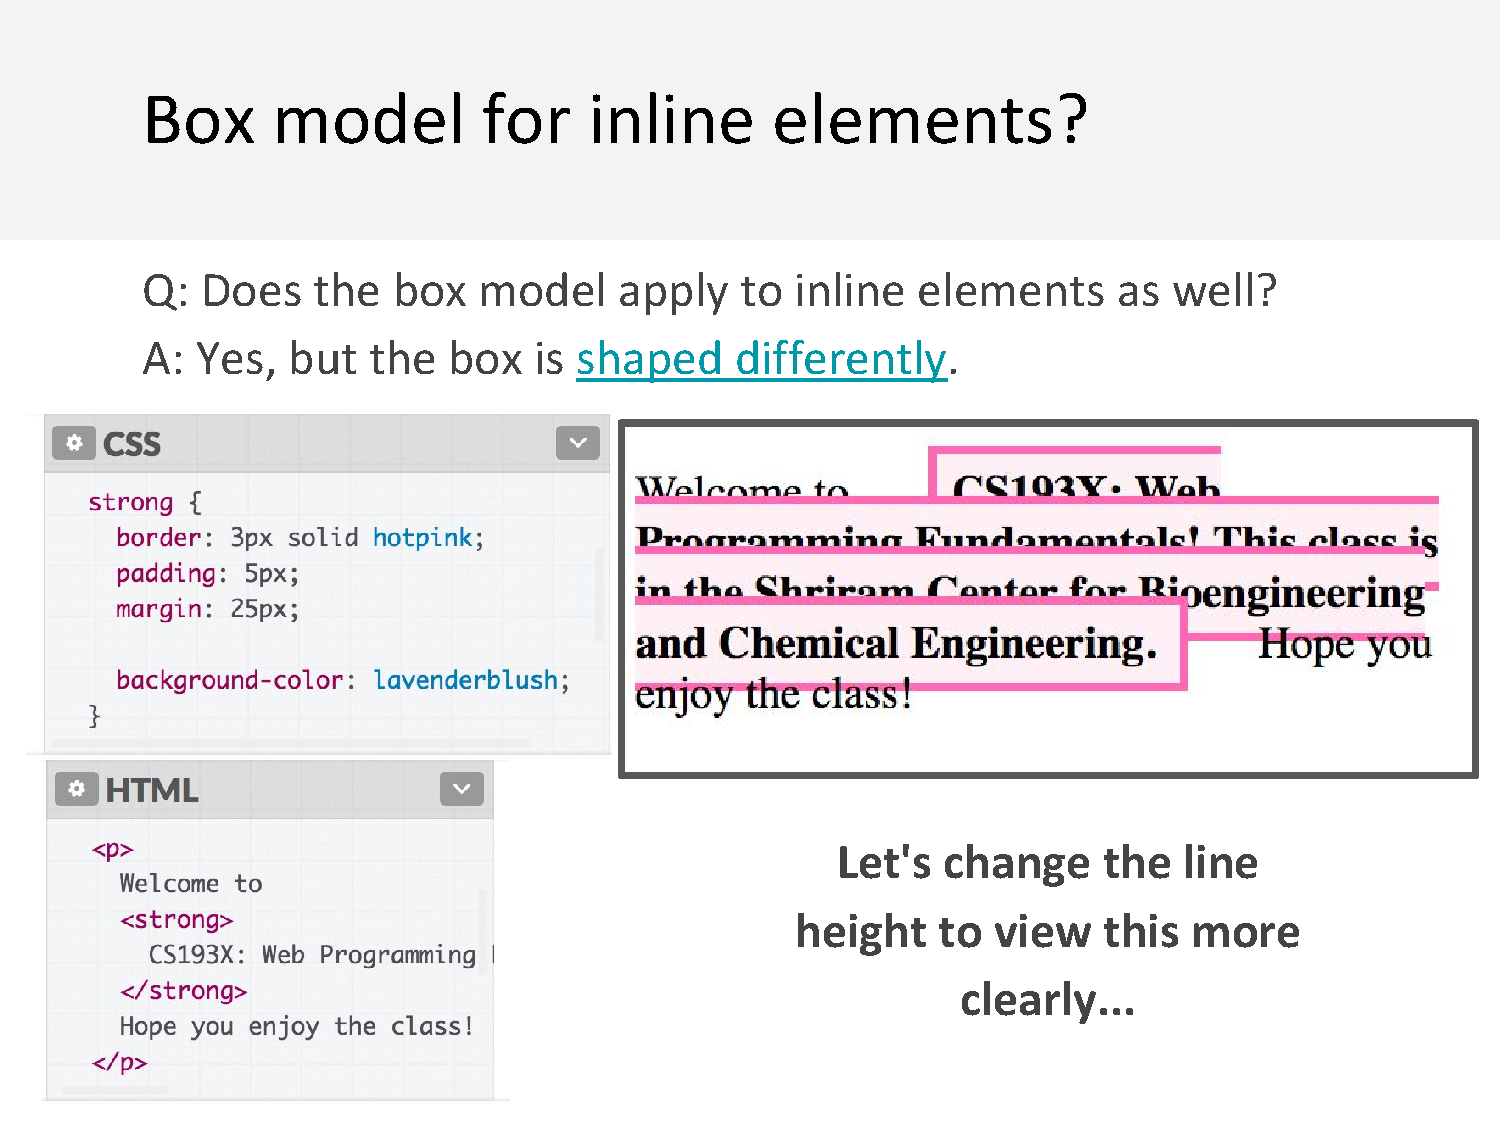 Box model for inline elements?
Q: Does the box model apply to inline elements as well?
A: Yes, but the box is shaped differently.
CSS
strong {
border: 3px solid hotpink;
padding: 5px;
margin: 25px;
background-color: lavenderblush;
}
HTML
<p>
Welcome to
<strong>
CS193X: Web Programming
</strong>
Hope you enjoy the class!
</p>
Welcome to CS193X: Web
Programming Fundamentals! This class is
in the Shriram Center for Bioengineering
and Chemical Engineering. Hope you
enjoy the class!
Let's change the line
height to view this more
clearly...